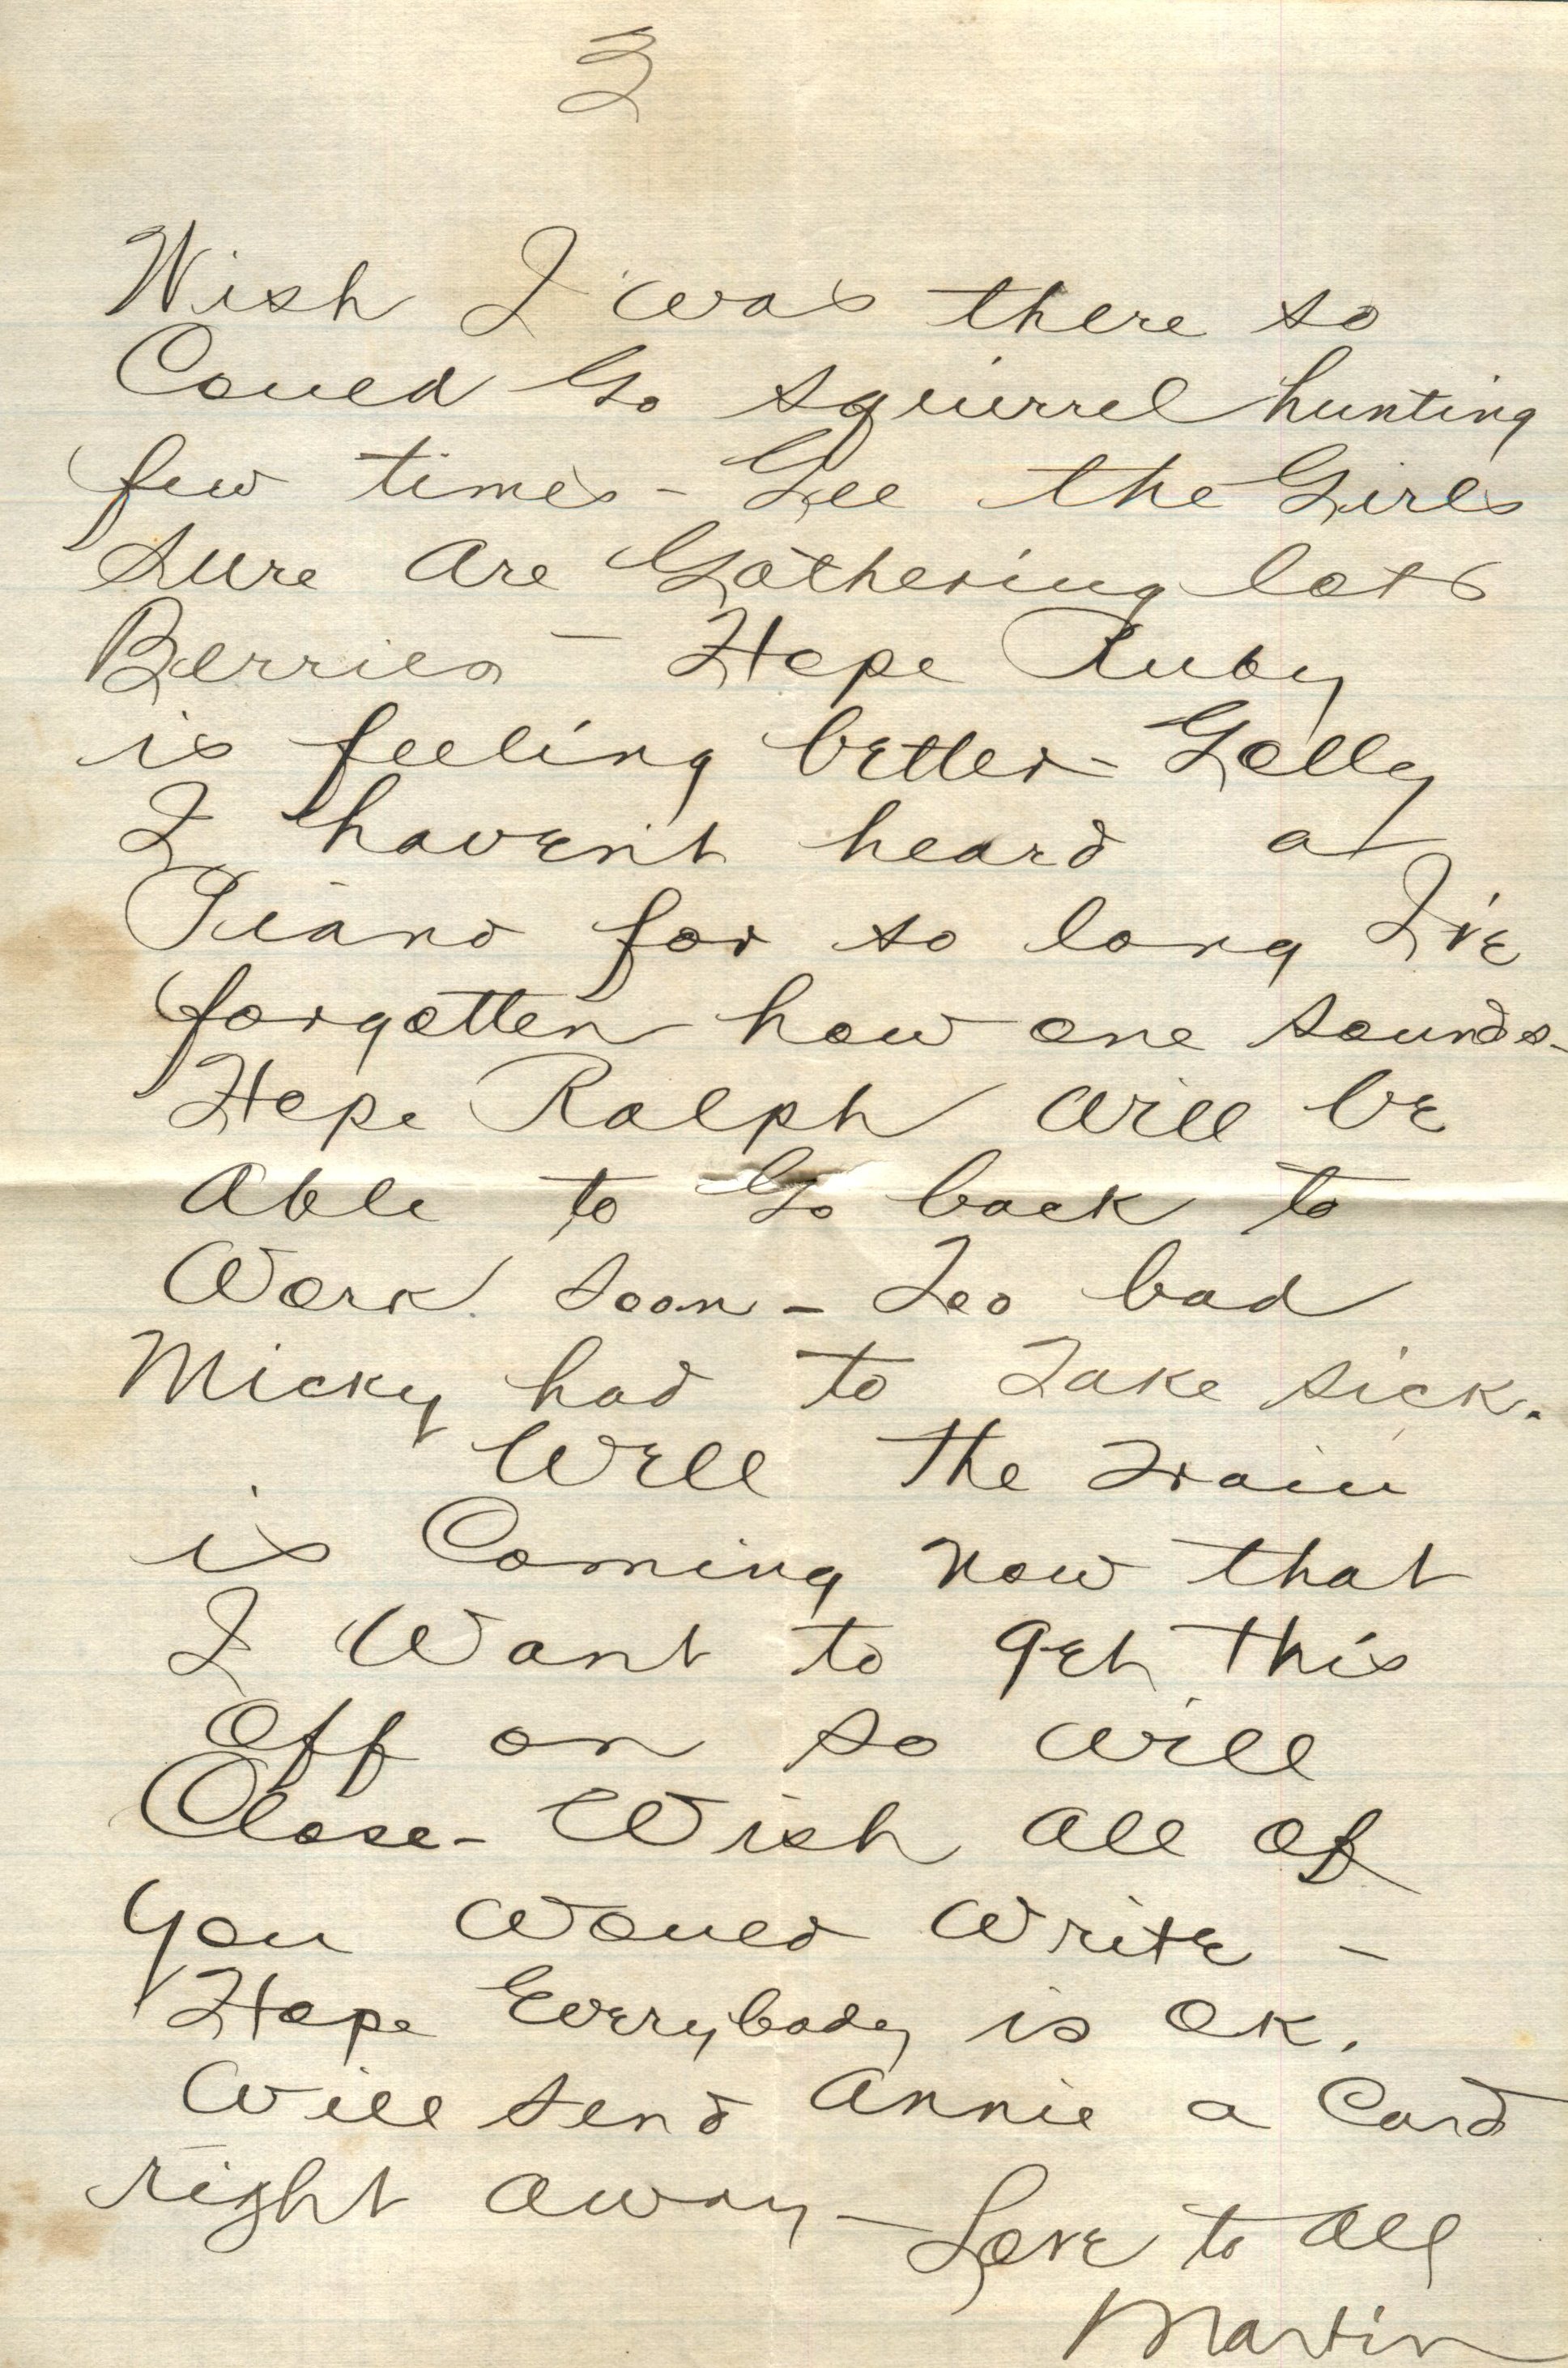 3
Wish I was there so
Could Go squirrel hunting
few times - Gee the Girls
sure are Gathering lots
Berries - Hope Ruby
is feeling better - Golly
I haven't heard a
Piano for so long I've
forgotten how one sounds -
Hope Ralph will be
able to Go back to
Work soon - Too bad
Micky had to Take sick.
Well The Train
is Coming now that
I Want to get this
Off on so will
Close - Wish all of
you would Write -
Hope Everybody is OK.
Will send Annie a Card
right away - Love to all
Martin